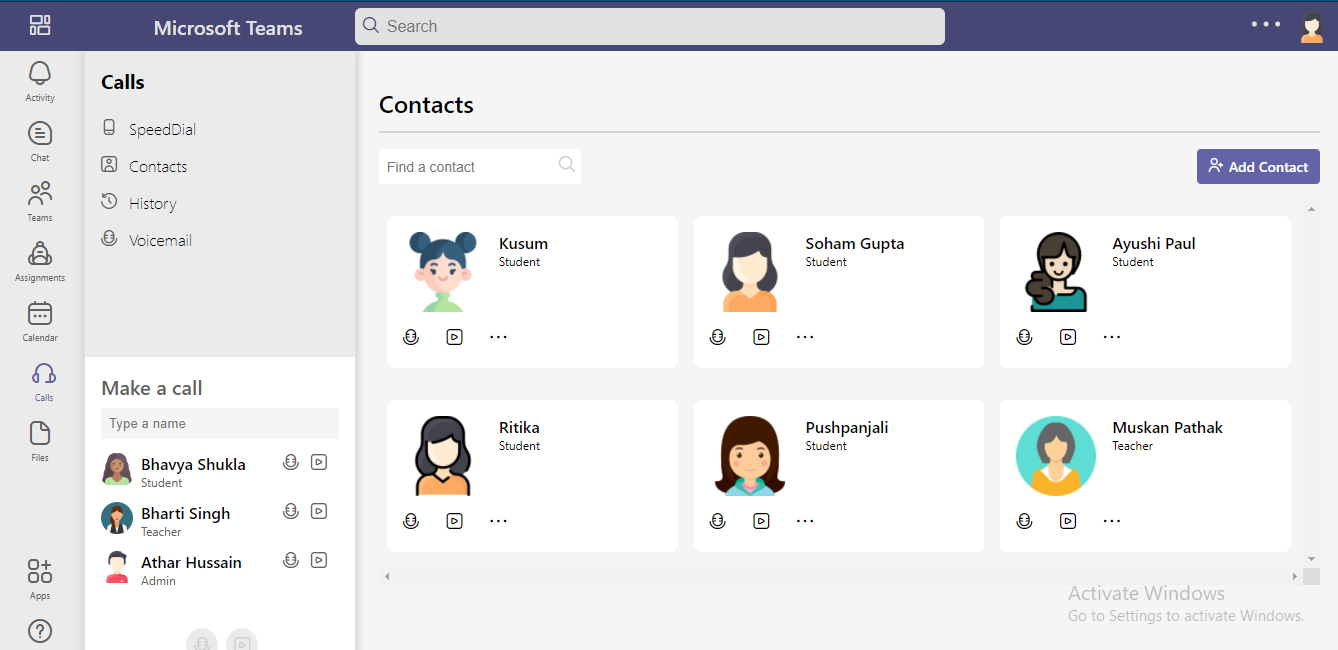 Microsoft Teams
Search
Activity
Chat
Teams
Assignments
Calendar
Calls
Files
Apps
Calls
SpeedDial
Contacts
History
Voicemail
Make a call
Type a name
Bhavya Shukla
Student
Bharti Singh
Teacher
Athar Hussain
Admin
Contacts
Find a contact
Add Contact
Kusum
Student
Soham Gupta
Student
Ayushi Paul
Student
Ritika
Student
Pushpanjali
Student
Muskan Pathak
Teacher
Activate Windows
Go to Settings to activate Windows.